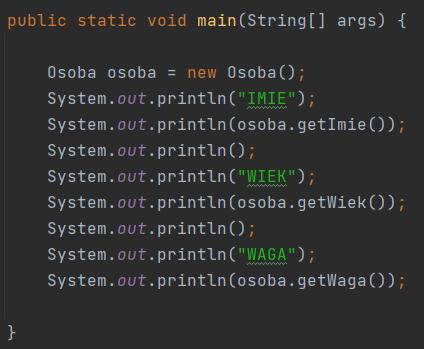 public static void main(String[] args) {
Osoba osoba = new Osoba();
System.out.println("IMIE");
System.out.println(osoba.getImie());
System.out.println();
System.out.println("WIEK");
System.out.println(osoba.getWiek());
System.out.println();
System.out.println("WAGA");
System.out.println(osoba.getWaga());
}